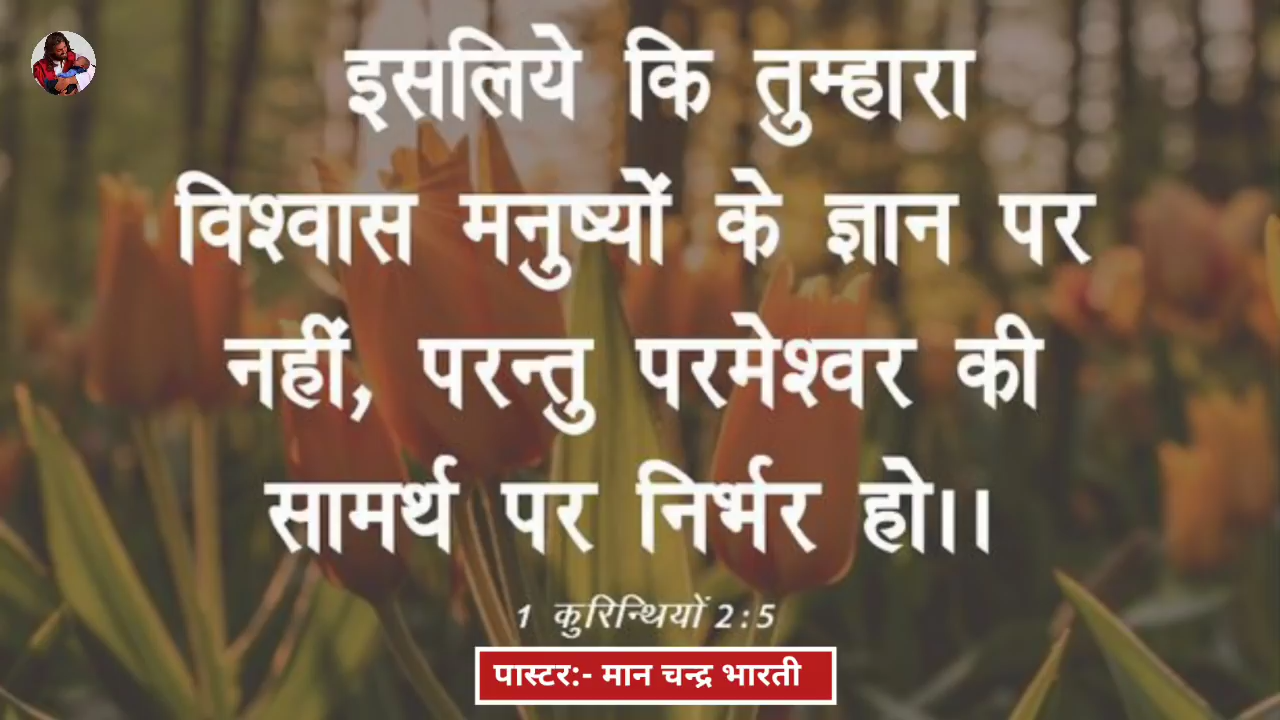 इसलिये कि तुम्हारा
विश्वास मनुष्यों के ज्ञान पर
नहीं, परन्तु परमेश्वर की
सामर्थ पर निर्भर हो।।
1 कुरिन्थियों 2:5
पास्टर:- मान चन्द्र भारती